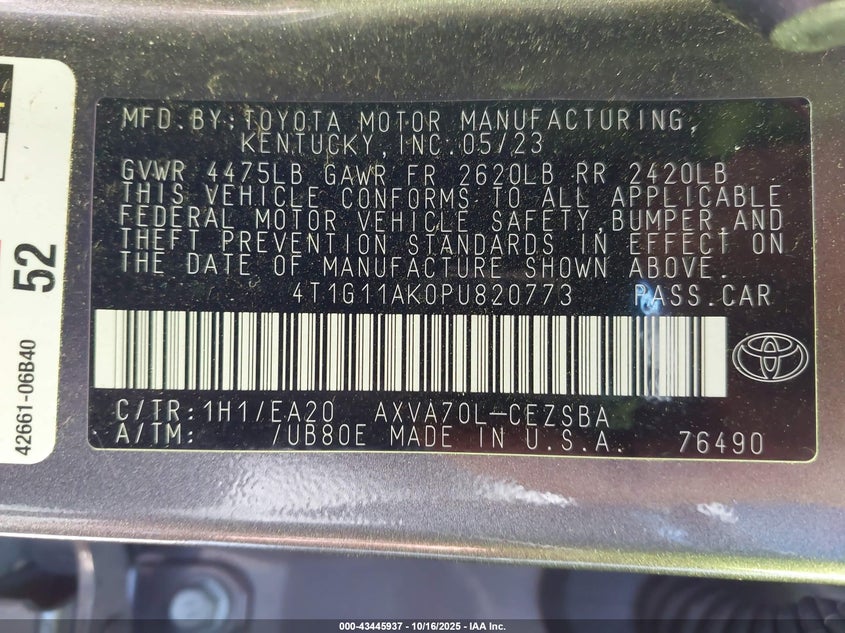 MFD.BY:TOYOTA MOTOR MANUFACTURING,
KENTUCKY,INC.05/23
GVWR 4475LB GAWR FR 2620LB RR 2420LB
THIS VEHICLE CONFORMS TO ALL APPLICABLE
FEDERAL MOTOR VEHICLE SAFETY,BUMPER,AND
THEFT PREVENTION STANDARDS IN EFFECT ON
THE DATE OF MANUFACTURE SHOWN ABOVE.
4T1G11AK0PU820773 PASS.CAR
C/TR:1H1/EA20 AXVA70L-CEZSBA
A/TM: /UB80E MADE IN U.S.A. 76490
52
42661-06B40
000-43445937 - 10/16/2025 - IAA Inc.